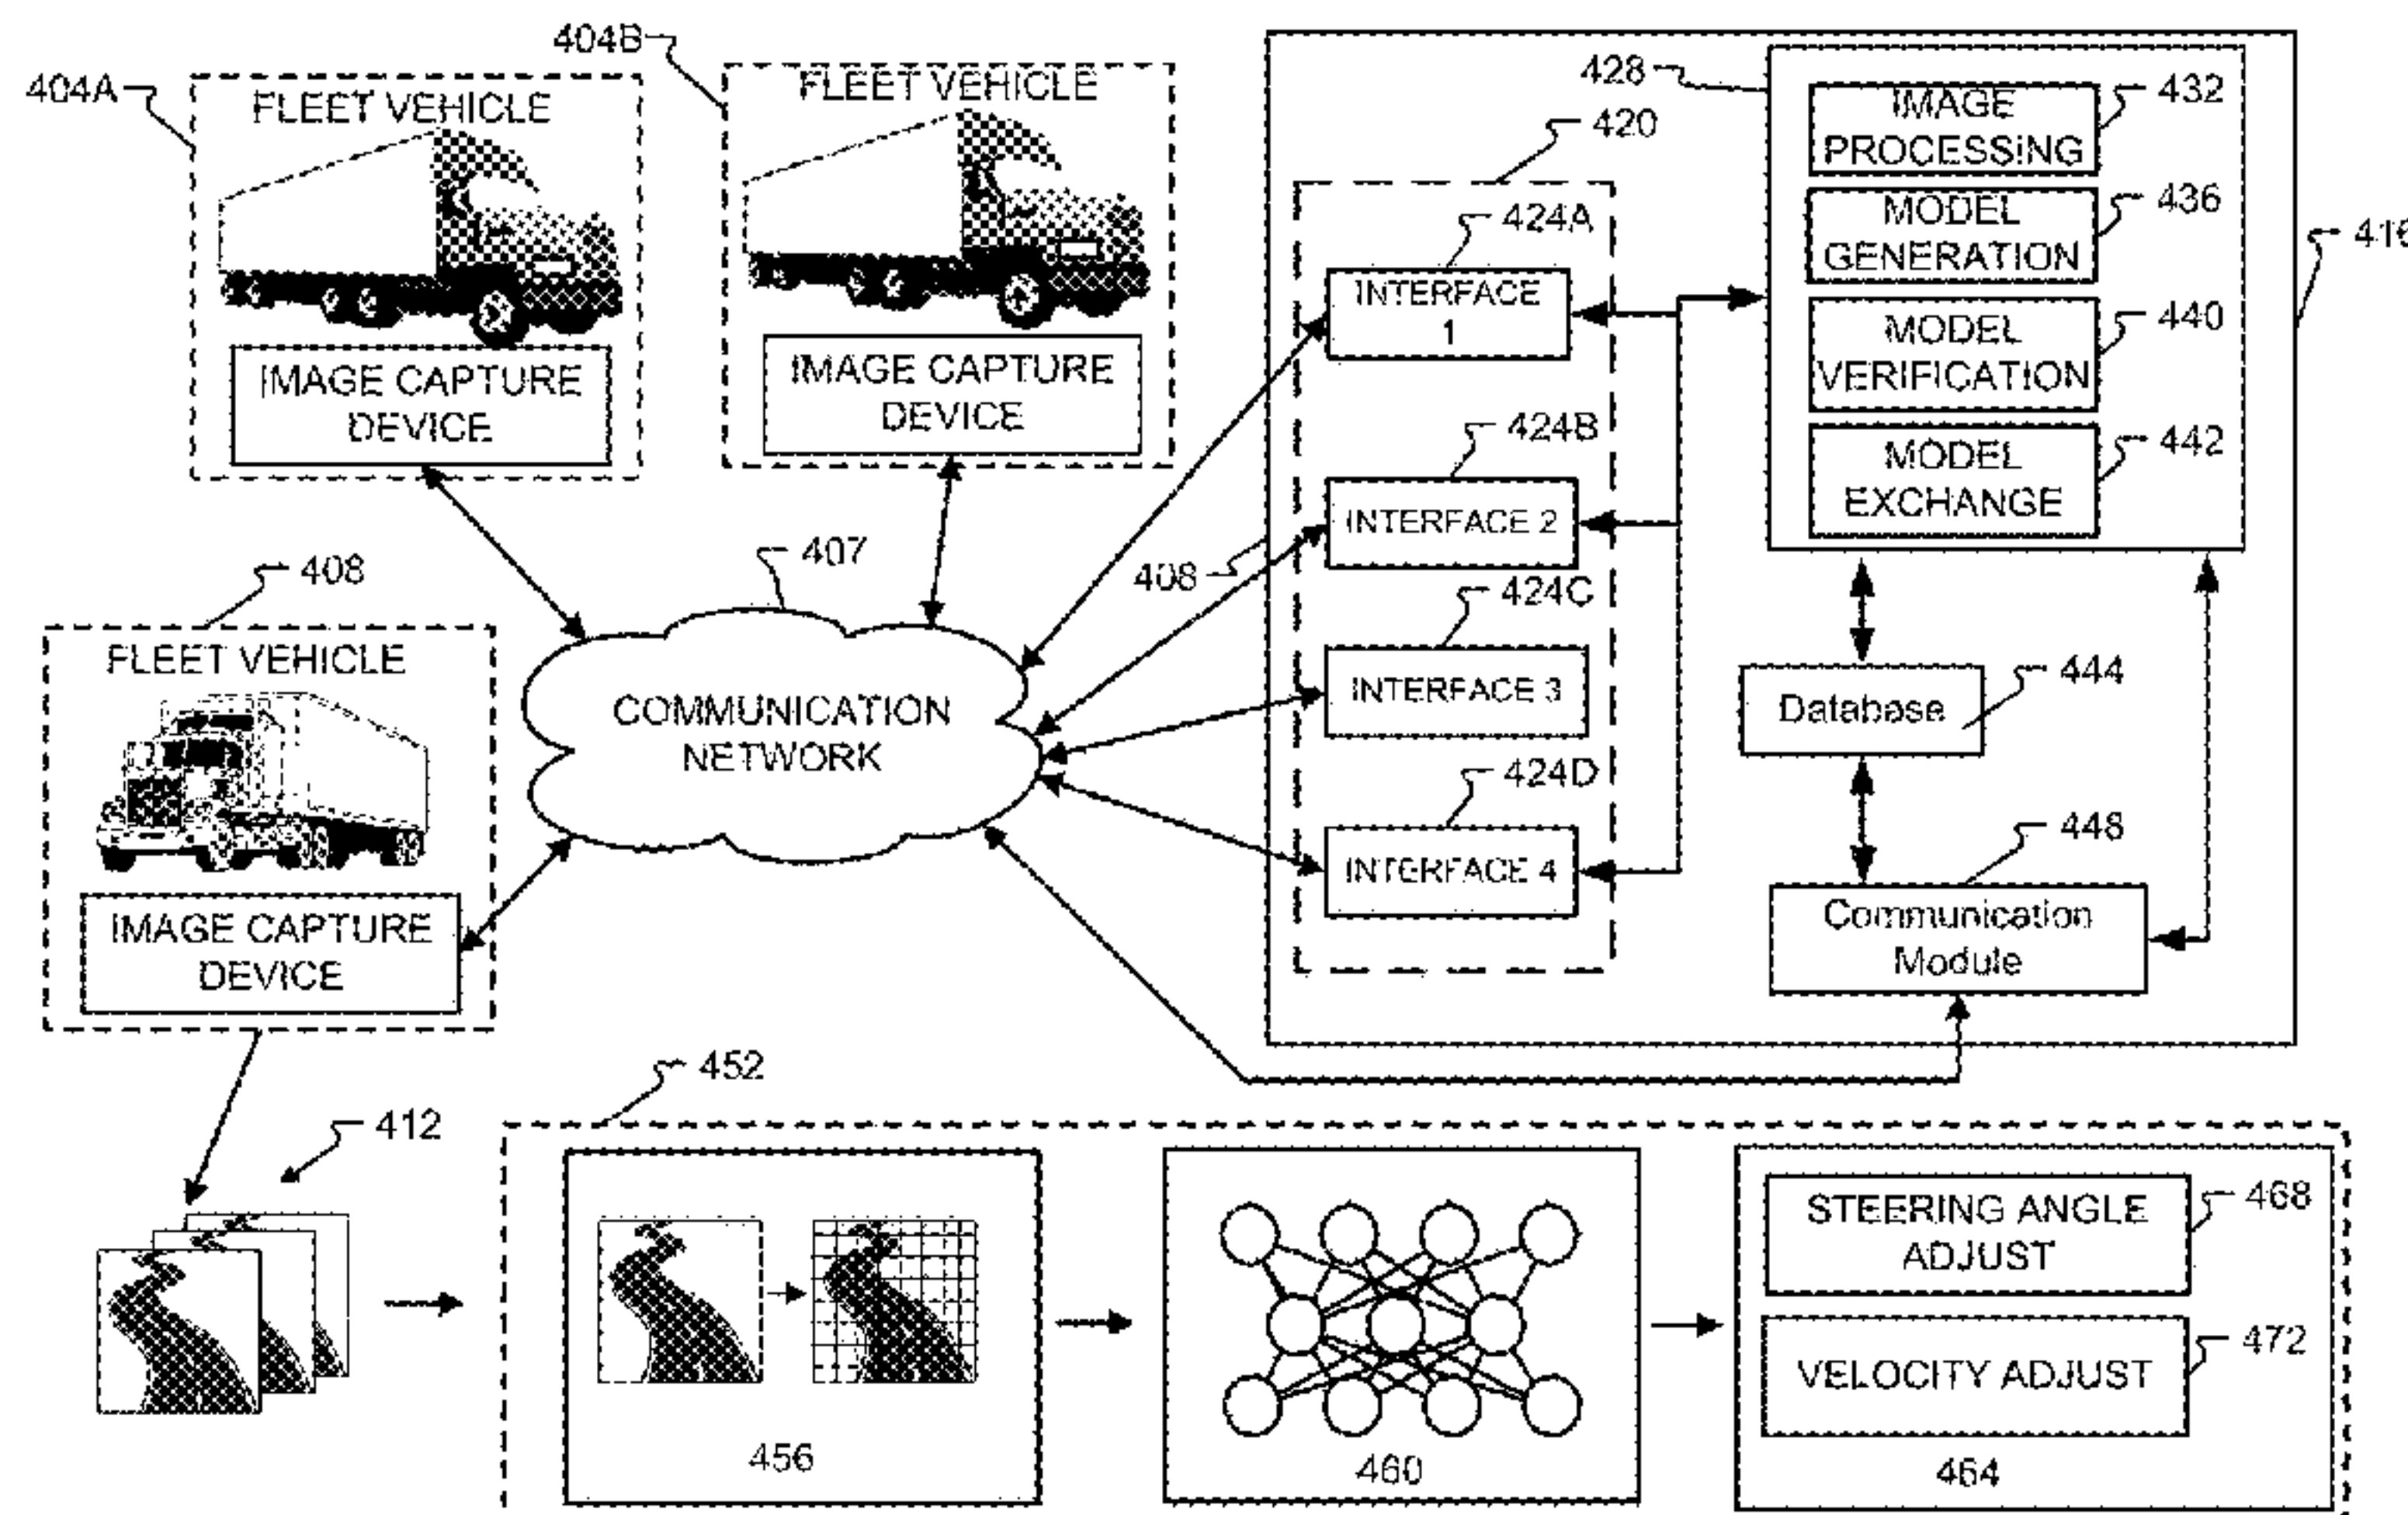 404A
FLEET VEHICLE
IMAGE CAPTURE
DEVICE
404B
FLEET VEHICLE
IMAGE CAPTURE
DEVICE
408
FLEET VEHICLE
IMAGE CAPTURE
DEVICE
407
COMMUNICATION
NETWORK
408
420
424A
INTERFACE
1
424B
INTERFACE 2
424C
INTERFACE 3
424D
INTERFACE 4
428
IMAGE
PROCESSING
432
MODEL
GENERATION
436
MODEL
VERIFICATION
440
MODEL
EXCHANGE
442
Database
444
448
Communication
Module
412
452
456
460
STEERING ANGLE
ADJUST
468
VELOCITY ADJUST
472
464